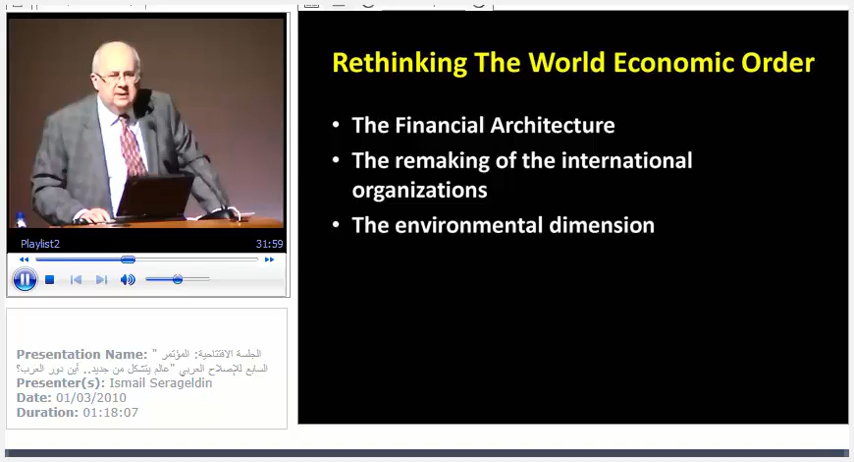 Playlist2 31:59
Presentation Name: " الجلسة الافتتاحية: المؤتمر
السابع للإصلاح العربي "عالم يتشكل من جديد.. أين دور العرب؟
Presenter(s): Ismail Serageldin
Date: 01/03/2010
Duration: 01:18:07
Rethinking The World Economic Order
• The Financial Architecture
• The remaking of the international
organizations
• The environmental dimension